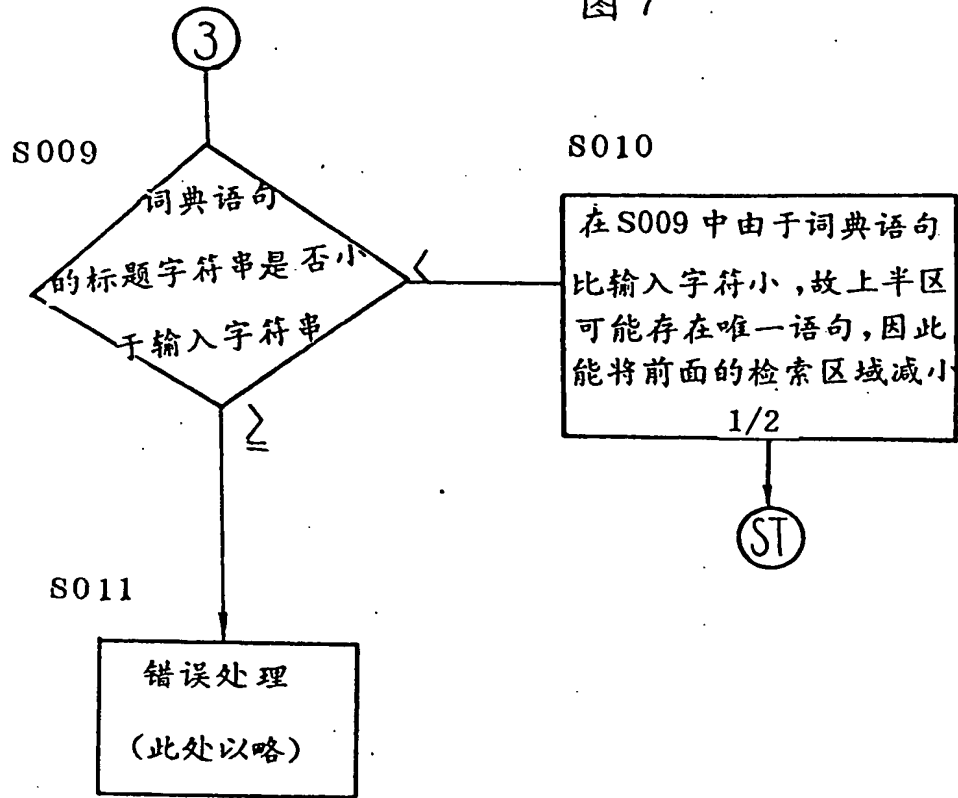 图 7
3
S009
词典语句
的标题字符串是否小
于输入字符串
<
≧
S010
在S009中由于词典语句
比输入字符小,故上半区
可能存在唯一语句,因此
能将前面的检索区域减小
1/2
ST
S011
错误处理
(此处以略)